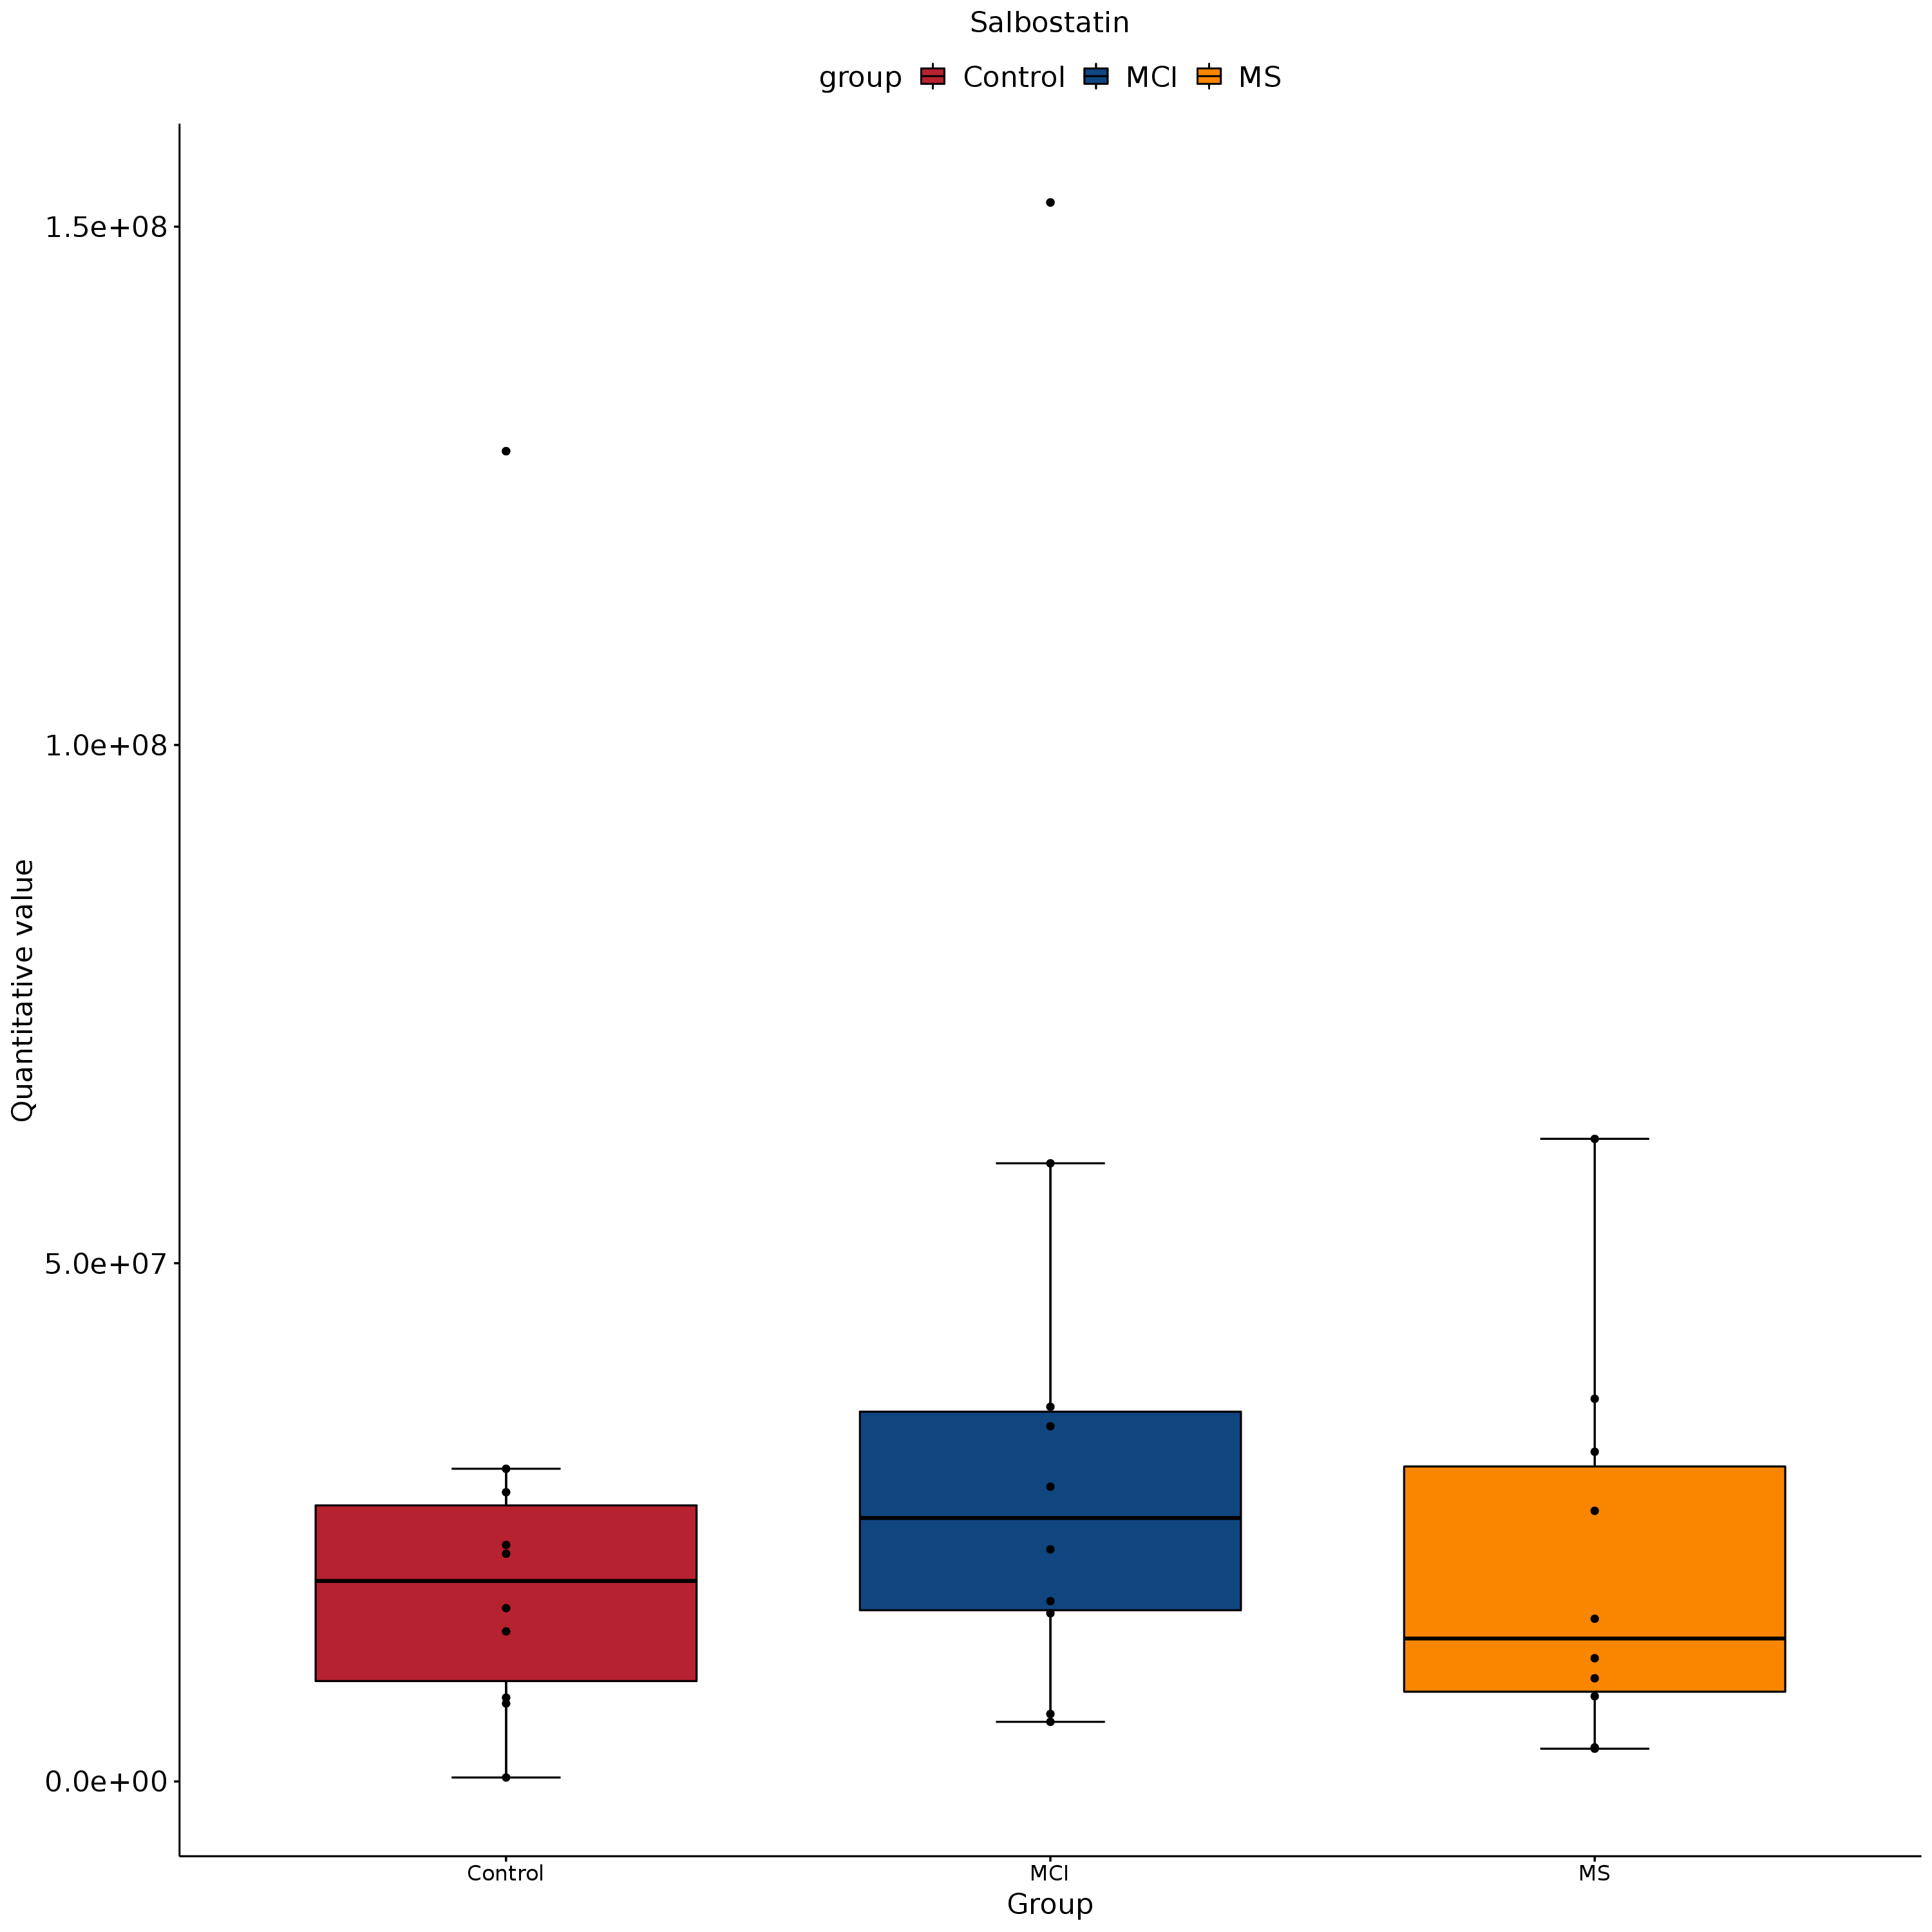 Salbostatin
group Control MCI MS
1.5e+08
1.0e+08
5.0e+07
0.0e+00
Quantitative value
Control MCI MS
Group